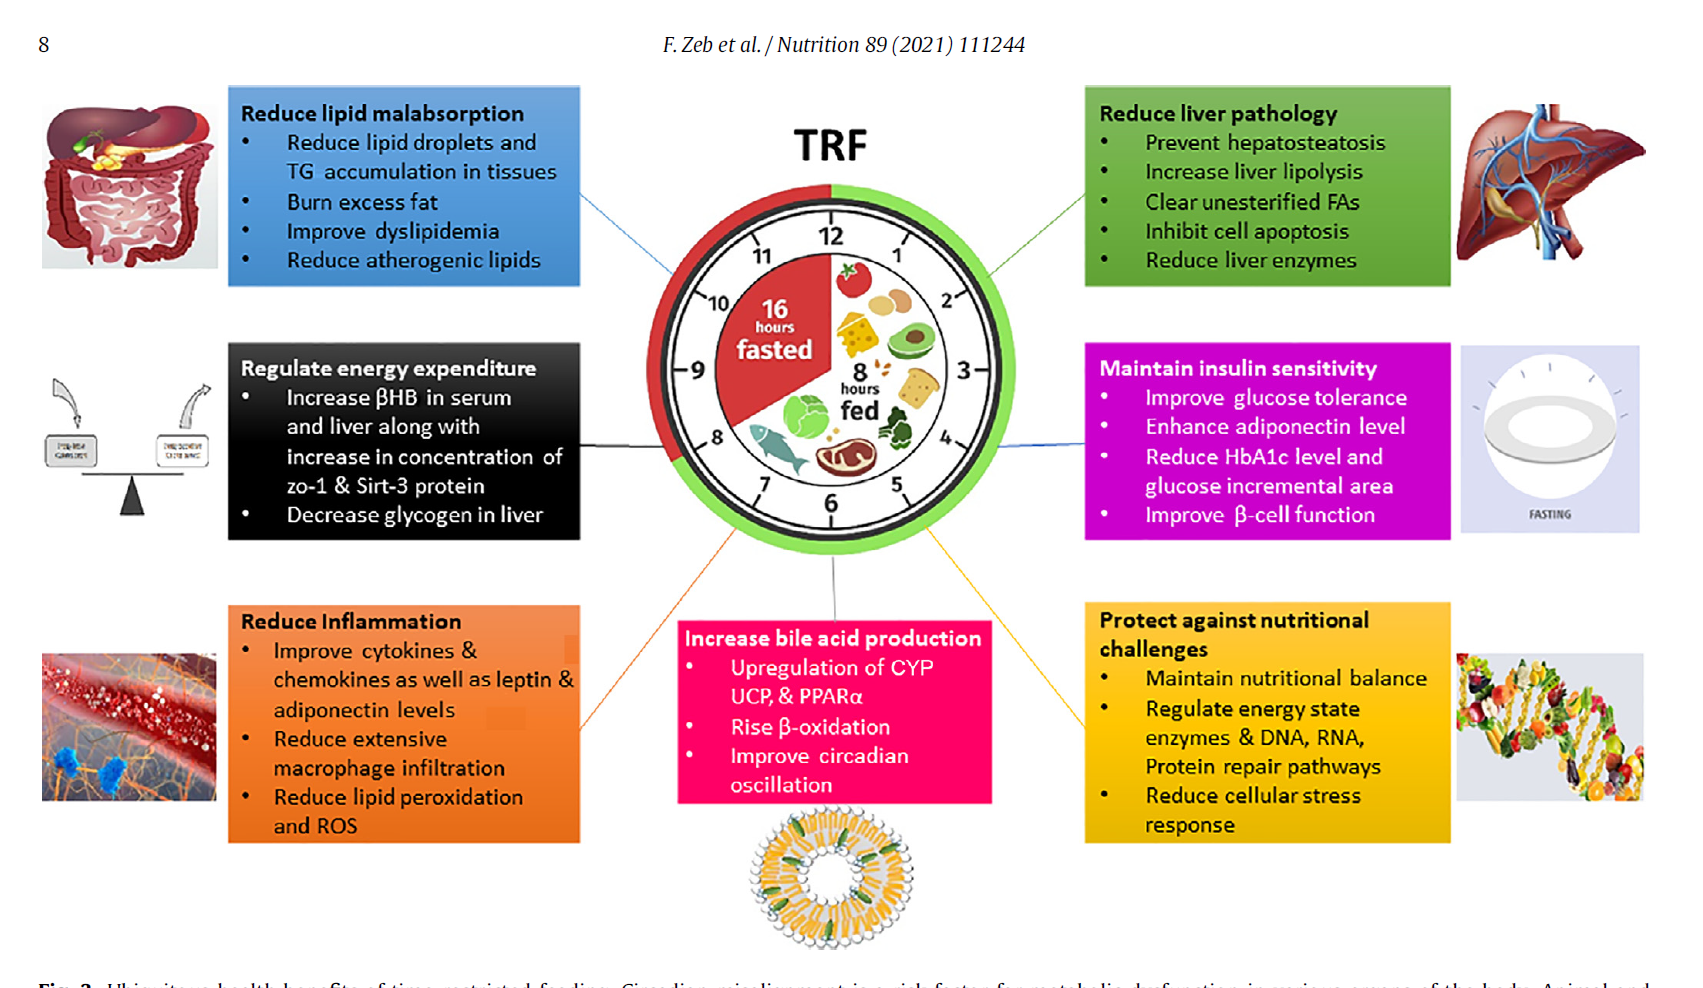 8
F. Zeb et al. / Nutrition 89 (2021) 111244
Reduce lipid malabsorption
• Reduce lipid droplets and
TG accumulation in tissues
• Burn excess fat
• Improve dyslipidemia
• Reduce atherogenic lipids
TRF
Reduce liver pathology
• Prevent hepatosteatosis
• Increase liver lipolysis
• Clear unesterified FAs
• Inhibit cell apoptosis
• Reduce liver enzymes
12
1
2
3
4
5
6
7
8
9
10
11
16
hours
fasted
8
hours
fed
Regulate energy expenditure
• Increase βHB in serum
and liver along with
increase in concentration of
zo-1 & Sirt-3 protein
• Decrease glycogen in liver
Maintain insulin sensitivity
• Improve glucose tolerance
• Enhance adiponectin level
• Reduce HbA1c level and
glucose incremental area
• Improve β-cell function
FASTING
Reduce Inflammation
• Improve cytokines &
chemokines as well as leptin &
adiponectin levels
• Reduce extensive
macrophage infiltration
• Reduce lipid peroxidation
and ROS
Increase bile acid production
• Upregulation of CYP
UCP, & PPARα
• Rise β-oxidation
• Improve circadian
oscillation
Protect against nutritional
challenges
• Maintain nutritional balance
• Regulate energy state
enzymes & DNA, RNA,
Protein repair pathways
• Reduce cellular stress
response